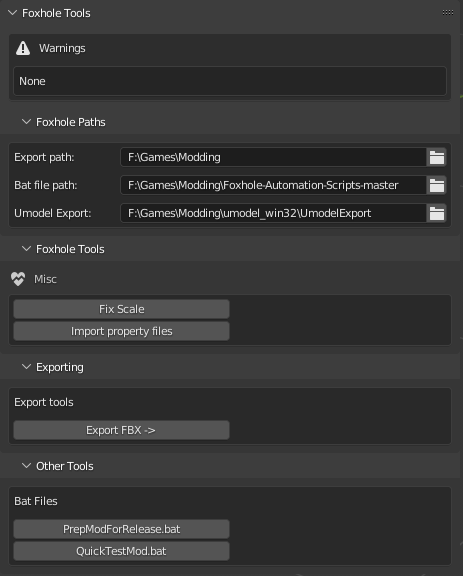 Foxhole Tools
Warnings
None
Foxhole Paths
Export path: F:\Games\Modding
Bat file path: F:\Games\Modding\Foxhole-Automation-Scripts-master
Umodel Export: F:\Games\Modding\umodel_win32\UmodelExport
Foxhole Tools
Misc
Fix Scale
Import property files
Exporting
Export tools
Export FBX ->
Other Tools
Bat Files
PrepModForRelease.bat
QuickTestMod.bat